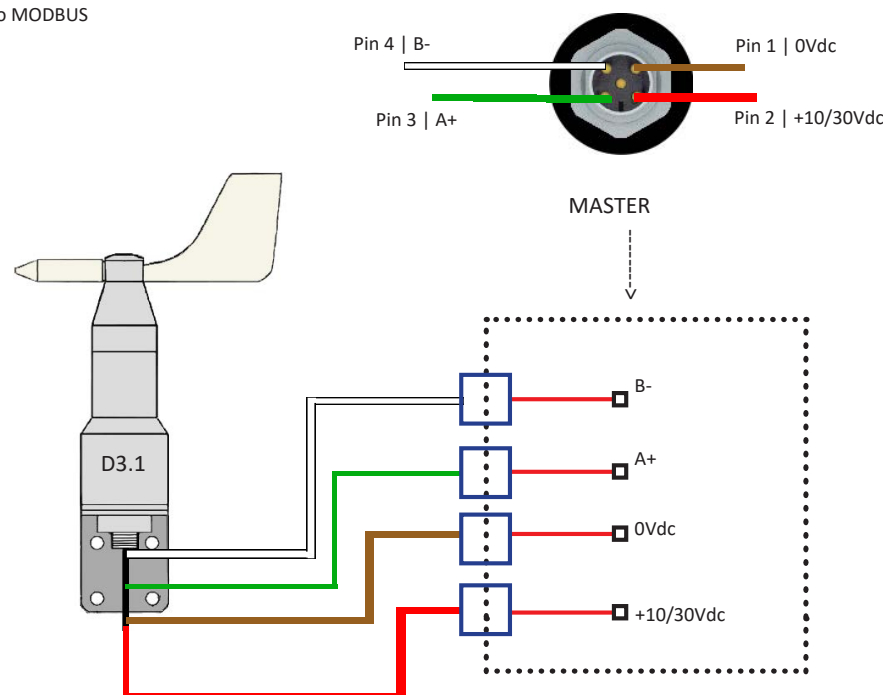 o MODBUS
Pin 4 | B-
Pin 1 | 0Vdc
Pin 3 | A+
Pin 2 | +10/30Vdc
MASTER
B-
D3.1
A+
0Vdc
+10/30Vdc